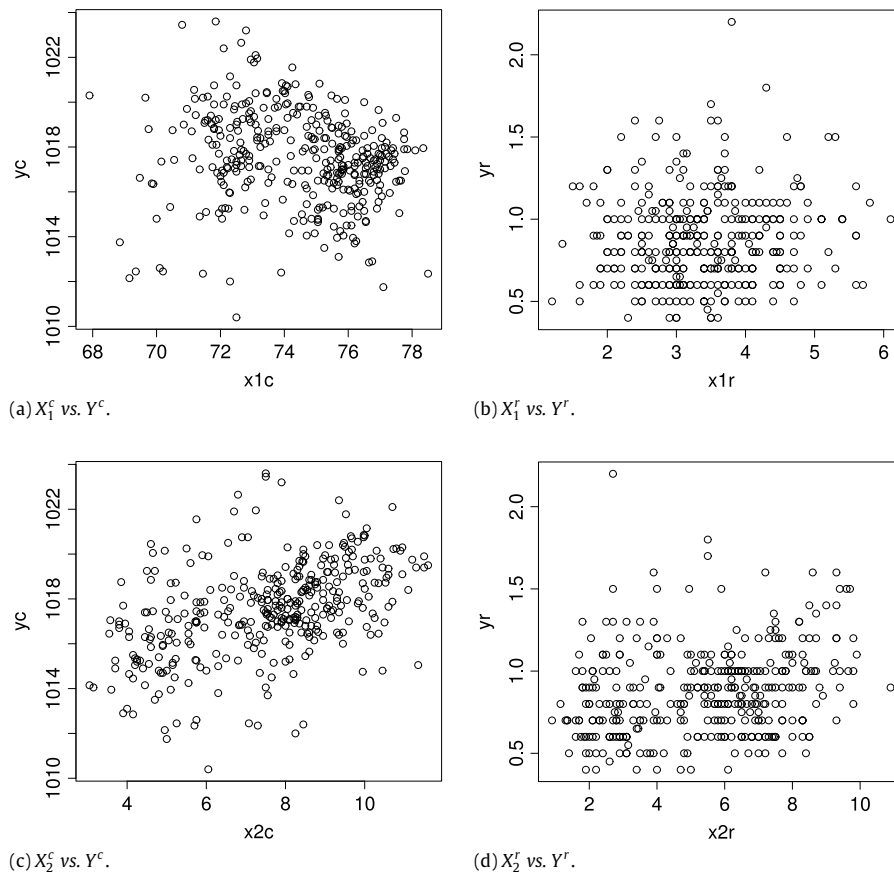 yc
1010 1014 1018 1022
68 70 72 74 76 78
x1c
(a) X₁ᶜ vs. Yᶜ.
yr
0.5 1.0 1.5 2.0
2 3 4 5 6
x1r
(b) X₁ʳ vs. Yʳ.
yc
1010 1014 1018 1022
4 6 8 10
x2c
(c) X₂ᶜ vs. Yᶜ.
yr
0.5 1.0 1.5 2.0
2 4 6 8 10
x2r
(d) X₂ʳ vs. Yʳ.